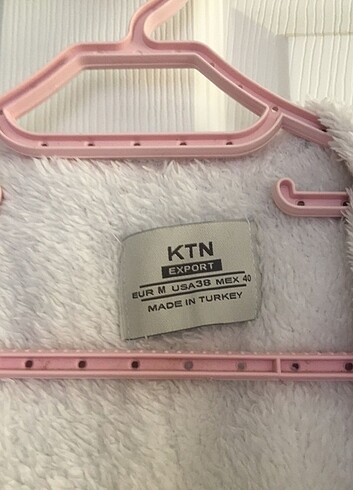 KTN
EXPORT
EUR M USA38 MEX 40
MADE IN TURKEY